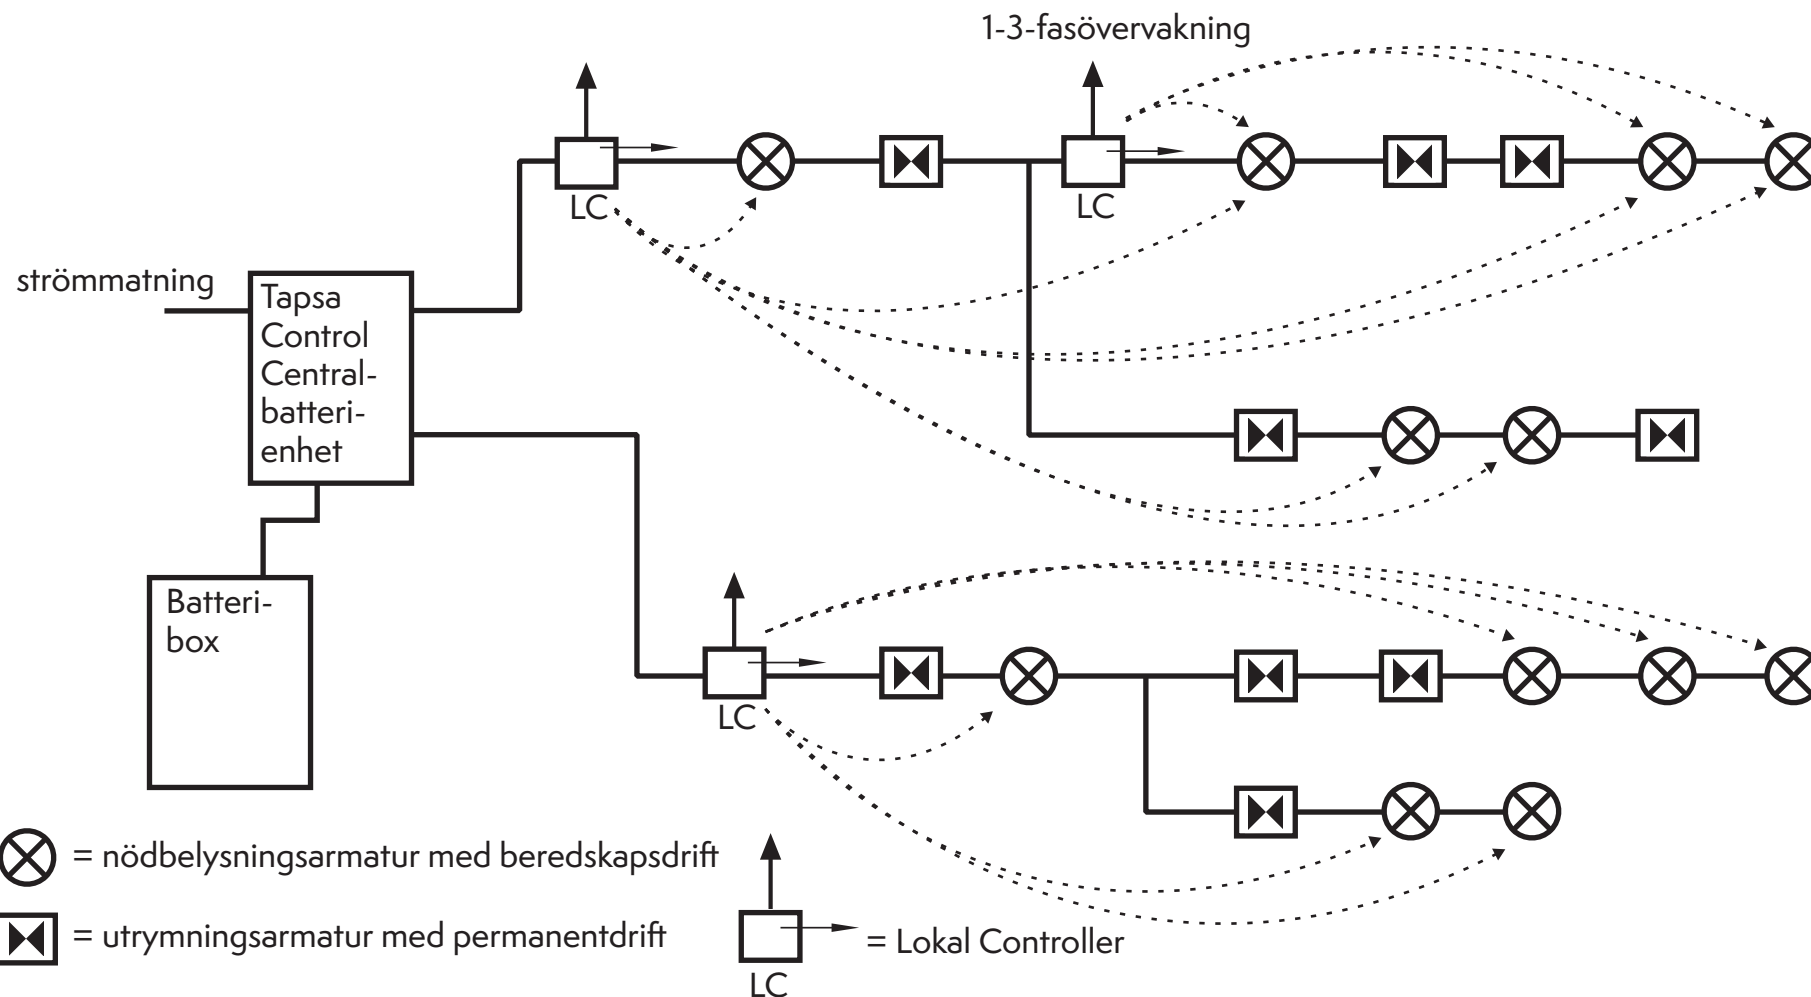 1-3-fasövervakning
LC
LC
strömmatning
Tapsa
Control
Central-
batteri-
enhet
Batteri-
box
LC
= nödbelysningsarmatur med beredskapsdrift
= utrymningsarmatur med permanentdrift
= Lokal Controller
LC